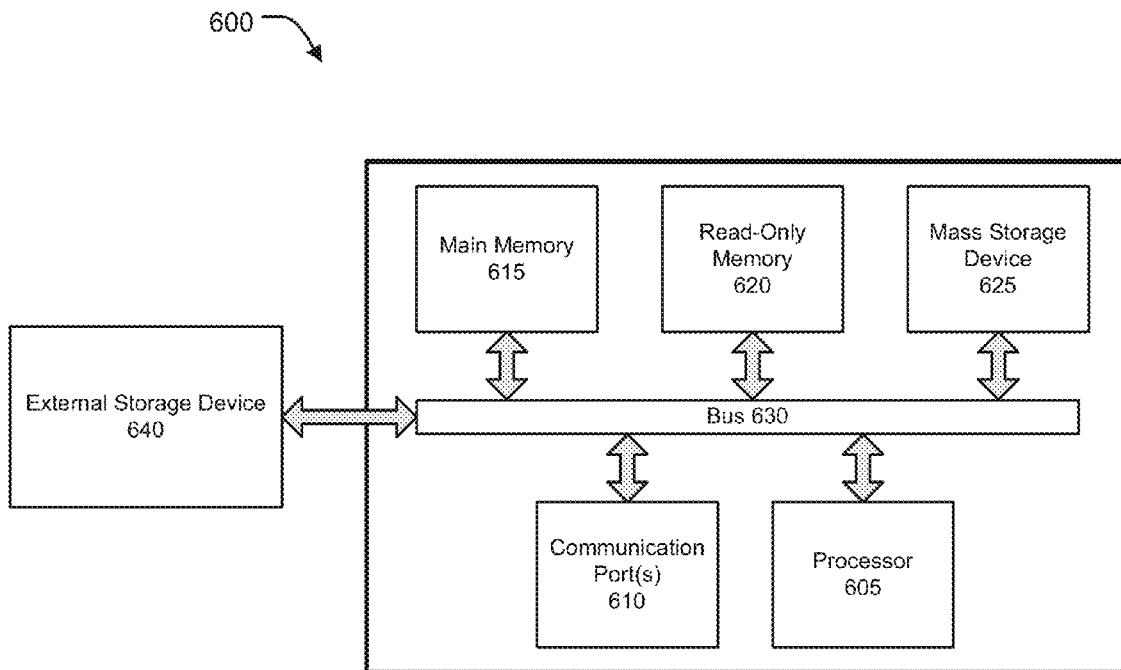 600
Main Memory
615
Read-Only
Memory
620
Mass Storage
Device
625
External Storage Device
640
Bus 630
Communication
Port(s)
610
Processor
605